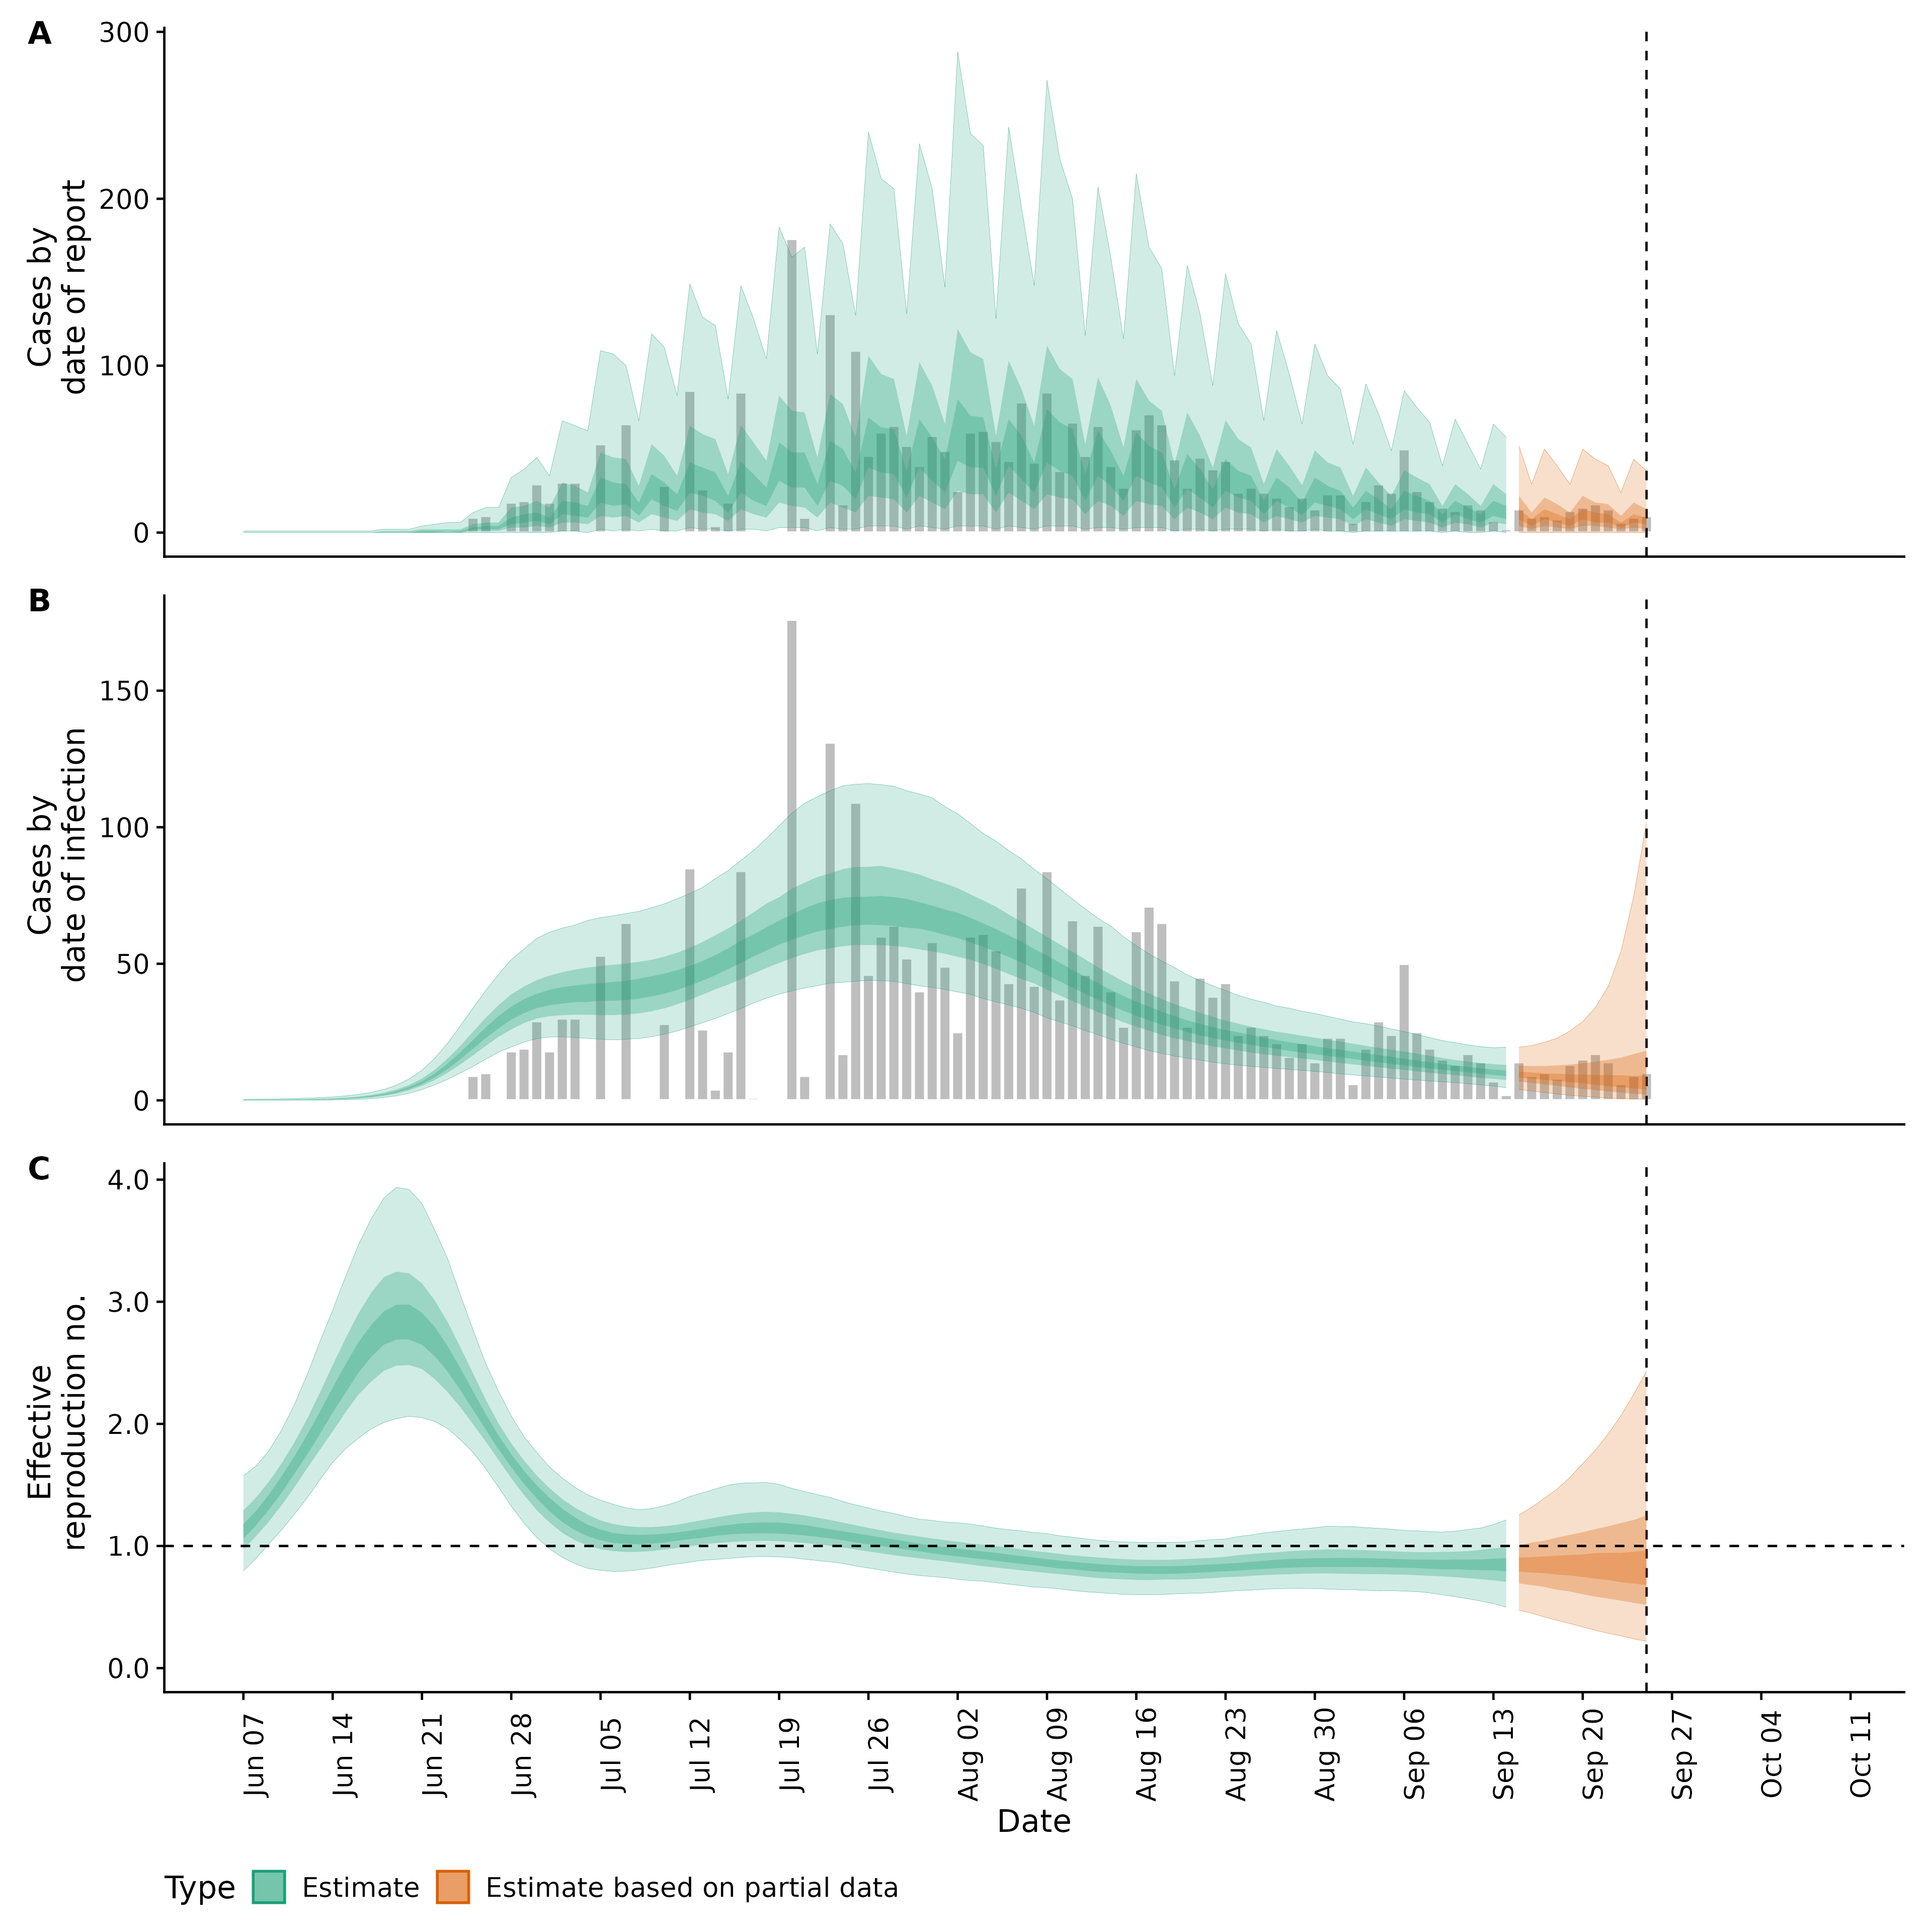 A
300
200
100
0
Cases by
date of report
B
150
100
50
0
Cases by
date of infection
C
4.0
3.0
2.0
1.0
0.0
Effective
reproduction no.
Jun 07
Jun 14
Jun 21
Jun 28
Jul 05
Jul 12
Jul 19
Jul 26
Aug 02
Aug 09
Aug 16
Aug 23
Aug 30
Sep 06
Sep 13
Sep 20
Sep 27
Oct 04
Oct 11
Date
Type Estimate Estimate based on partial data